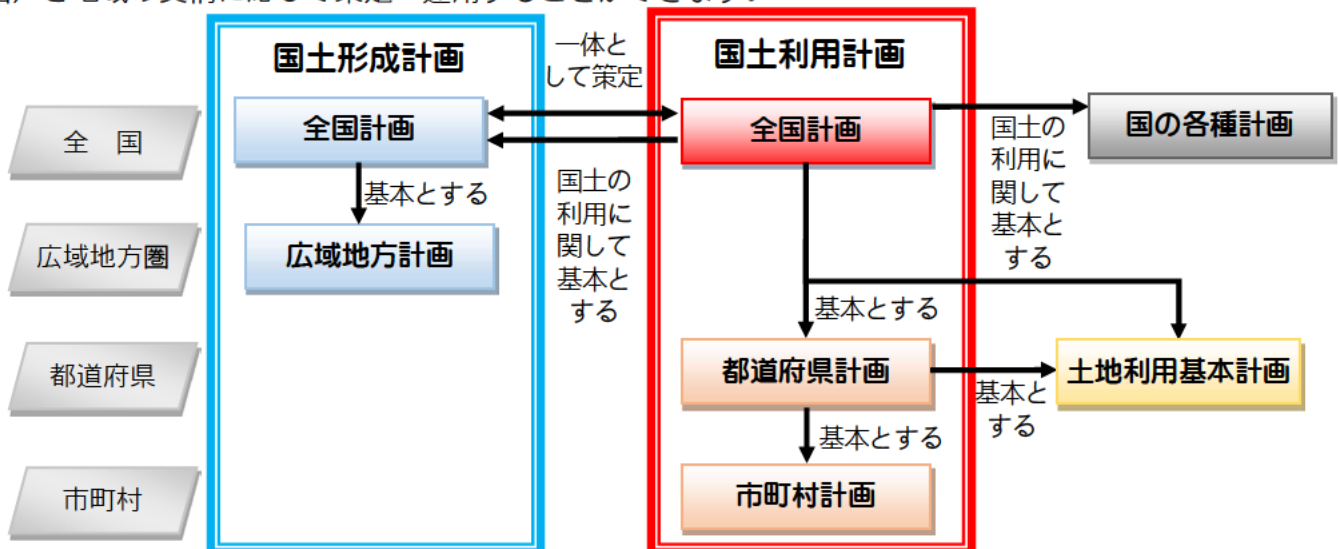 国土形成計画
一体と
して策定
国土利用計画
全 国
全国計画
全国計画
国の各種計画
基本とする
国土の
利用に
関して
基本と
する
国土の
利用に
関して
基本と
する
広域地方圏
広域地方計画
基本とする
都道府県
都道府県計画
基本と
する
土地利用基本計画
基本とする
市町村
市町村計画